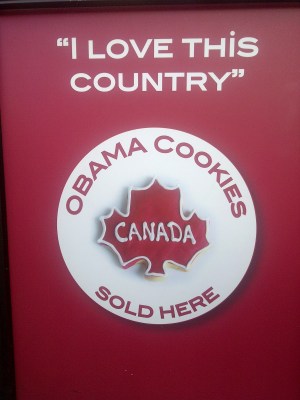 “I LOVE THiS
COUNTRY”
OBAMA COOKIES
CANADA
SOLD HERE